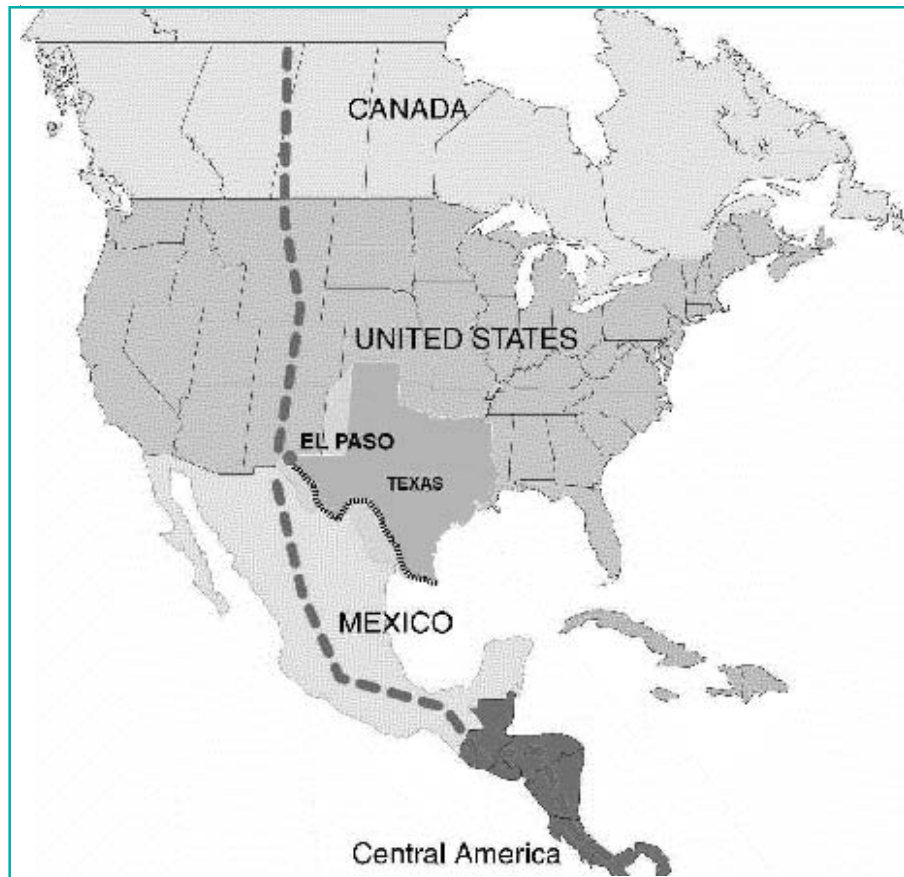 CANADA
UNITED STATES
EL PASO
TEXAS
MEXICO
Central America